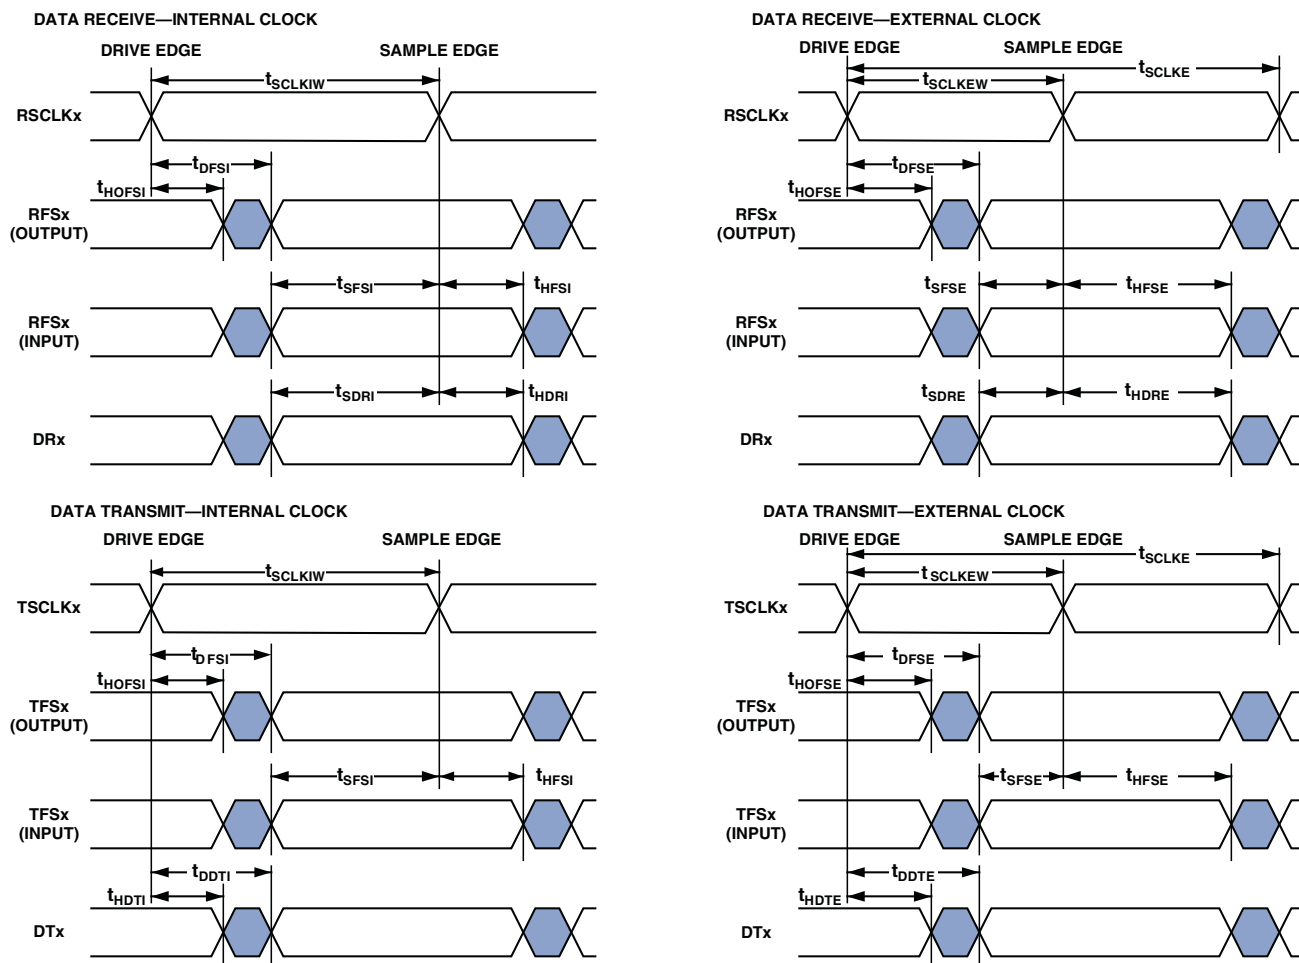 DATA RECEIVE—INTERNAL CLOCK
DRIVE EDGE
SAMPLE EDGE
tSCLKIW
RSCLKx
tDFSI
tHOFSI
RFSx
(OUTPUT)
tSFSI
tHFSI
RFSx
(INPUT)
tSDRI
tHDRI
DRx
DATA RECEIVE—EXTERNAL CLOCK
DRIVE EDGE
SAMPLE EDGE
tSCLKE
tSCLKEW
RSCLKx
tDFSE
tHOFSE
RFSx
(OUTPUT)
tSFSE
tHFSE
RFSx
(INPUT)
tSDRE
tHDRE
DRx
DATA TRANSMIT—INTERNAL CLOCK
DRIVE EDGE
SAMPLE EDGE
tSCLKIW
TSCLKx
tDFSI
tHOFSI
TFSx
(OUTPUT)
tSFSI
tHFSI
TFSx
(INPUT)
tDDTI
tHDTI
DTx
DATA TRANSMIT—EXTERNAL CLOCK
DRIVE EDGE
SAMPLE EDGE
tSCLKE
tSCLKEW
TSCLKx
tDFSE
tHOFSE
TFSx
(OUTPUT)
tSFSE
tHFSE
TFSx
(INPUT)
tDDTE
tHDTE
DTx